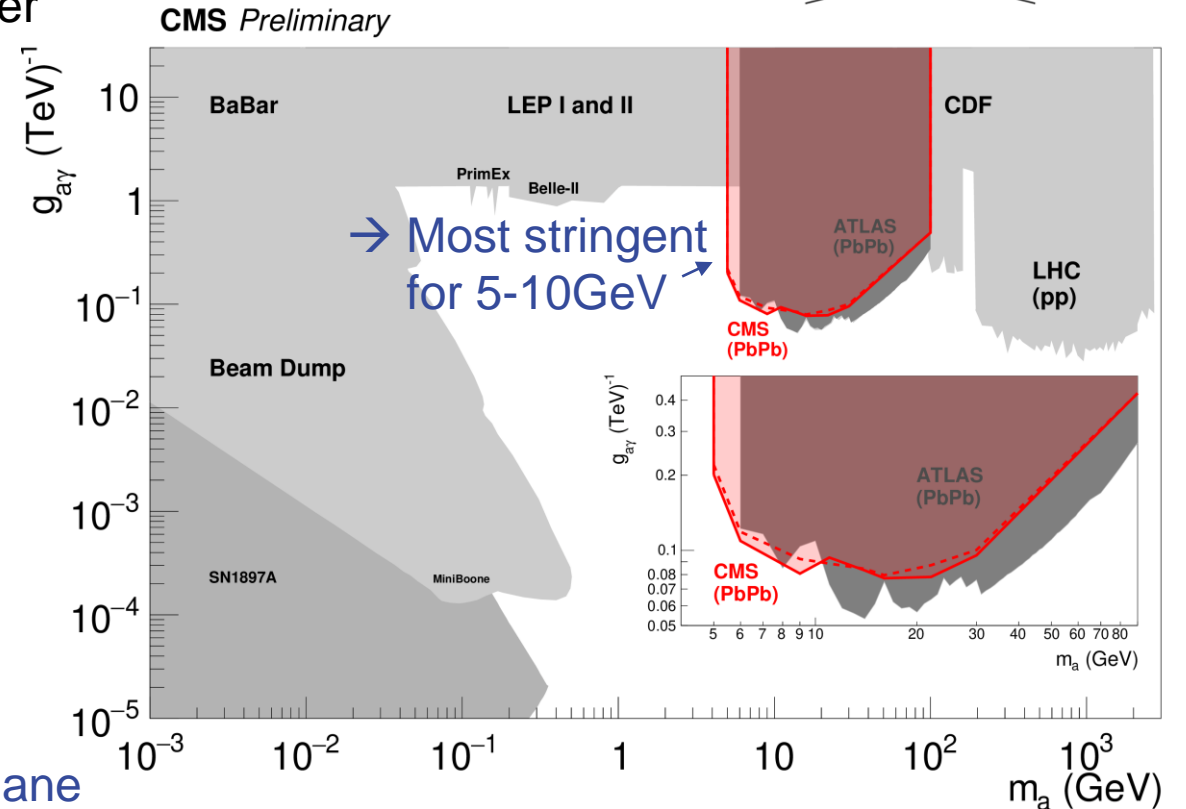 er
CMS Preliminary
g_aγ (TeV)⁻¹
10
1
10⁻¹
10⁻²
10⁻³
10⁻⁴
10⁻⁵
BaBar
LEP I and II
CDF
PrimEx
Belle-II
→ Most stringent
for 5-10GeV
ATLAS
(PbPb)
LHC
(pp)
CMS
(PbPb)
Beam Dump
SN1897A
MiniBoone
g_aγ (TeV)⁻¹
0.4
0.3
0.2
0.1
0.08
0.07
0.06
0.05
ATLAS
(PbPb)
CMS
(PbPb)
5 6 7 8 9 10 20 30 40 50 60 70 80
m_a (GeV)
10⁻³ 10⁻² 10⁻¹ 1 10 10² 10³
m_a (GeV)
ane